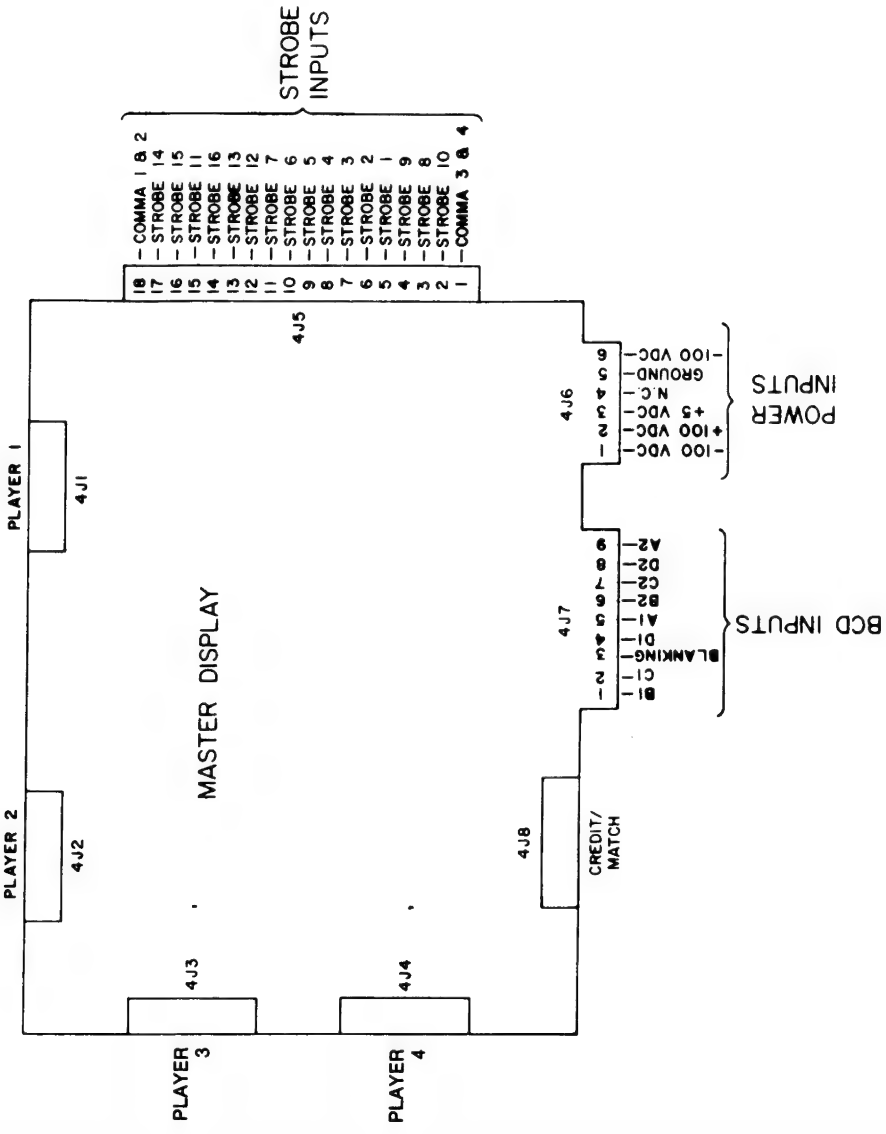 PLAYER 2
PLAYER 1
4J2
4J1
PLAYER 3
4J3
PLAYER 4
4J4
MASTER DISPLAY
4J5
18 – COMMA 1 & 2
17 – STROBE 14
16 – STROBE 15
15 – STROBE 11
14 – STROBE 16
13 – STROBE 13
12 – STROBE 12
11 – STROBE 7
10 – STROBE 6
9 – STROBE 5
8 – STROBE 4
7 – STROBE 3
6 – STROBE 2
5 – STROBE 1
4 – STROBE 9
3 – STROBE 8
2 – STROBE 10
1 – COMMA 3 & 4
STROBE
INPUTS
4J8
CREDIT/
MATCH
4J7
B1 – 1
C1 – 2
BLANKING – 3
D1 – 4
A1 – 5
B2 – 6
C2 – 7
D2 – 8
A2 – 9
BCD INPUTS
4J6
-100 VDC – 1
+100 VDC – 2
+5 VDC – 3
N.C. – 4
GROUND – 5
-100 VDC – 6
POWER
INPUTS